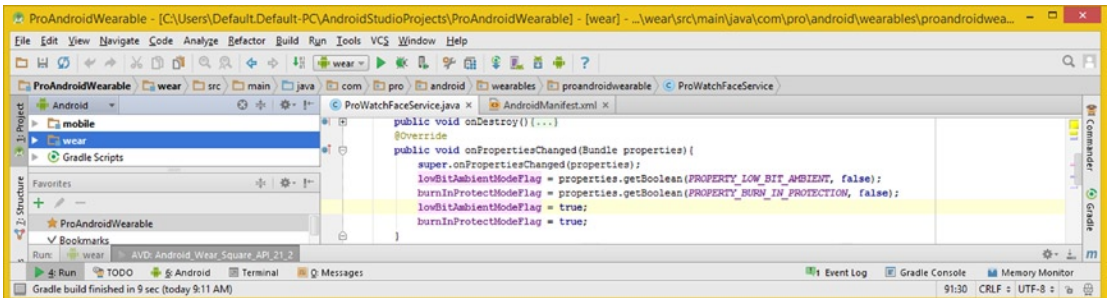 ProAndroidWearable - [C:\Users\Default.Default-PC\AndroidStudioProjects\ProAndroidWearable] - [wear] - ...\wear\src\main\java\com\pro\android\wearables\proandroidwea...
File Edit View Navigate Code Analyze Refactor Build Run Tools VCS Window Help
wear
ProAndroidWearable wear src main java com pro android wearables proandroidwearable ProWatchFaceService
1: Project
Android
ProWatchFaceService.java × AndroidManifest.xml ×
mobile
wear
Gradle Scripts
public void onDestroy(){...}
@Override
public void onPropertiesChanged(Bundle properties){
super.onPropertiesChanged(properties);
lowBitAmbientModeFlag = properties.getBoolean(PROPERTY_LOW_BIT_AMBIENT, false);
burnInProtectModeFlag = properties.getBoolean(PROPERTY_BURN_IN_PROTECTION, false);
lowBitAmbientModeFlag = true;
burnInProtectModeFlag = true;
}
Commander
Gradle
m
Z: Structure
Favorites
ProAndroidWearable
Bookmarks
Run: wear AVD: Android_Wear_Square_API_21_2
4: Run TODO 6: Android Terminal 0: Messages 1 Event Log Gradle Console Memory Monitor
Gradle build finished in 9 sec (today 9:11 AM) 91:30 CRLF UTF-8